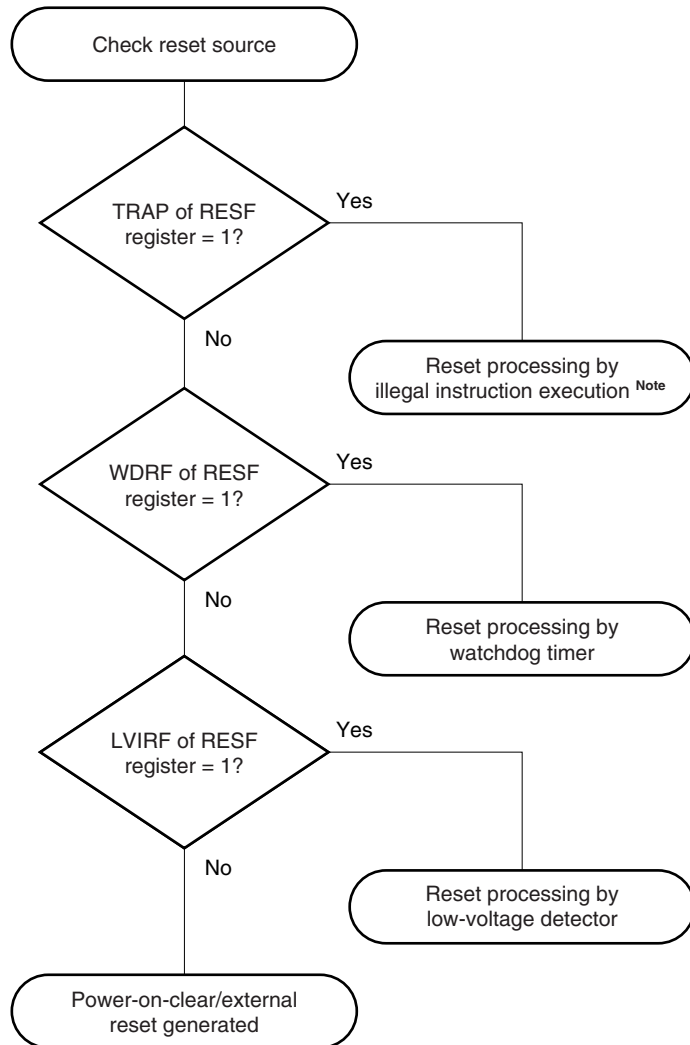 Check reset source
TRAP of RESF
register = 1?
Yes
No
Reset processing by
illegal instruction execution Note
WDRF of RESF
register = 1?
Yes
No
Reset processing by
watchdog timer
LVIRF of RESF
register = 1?
Yes
No
Reset processing by
low-voltage detector
Power-on-clear/external
reset generated